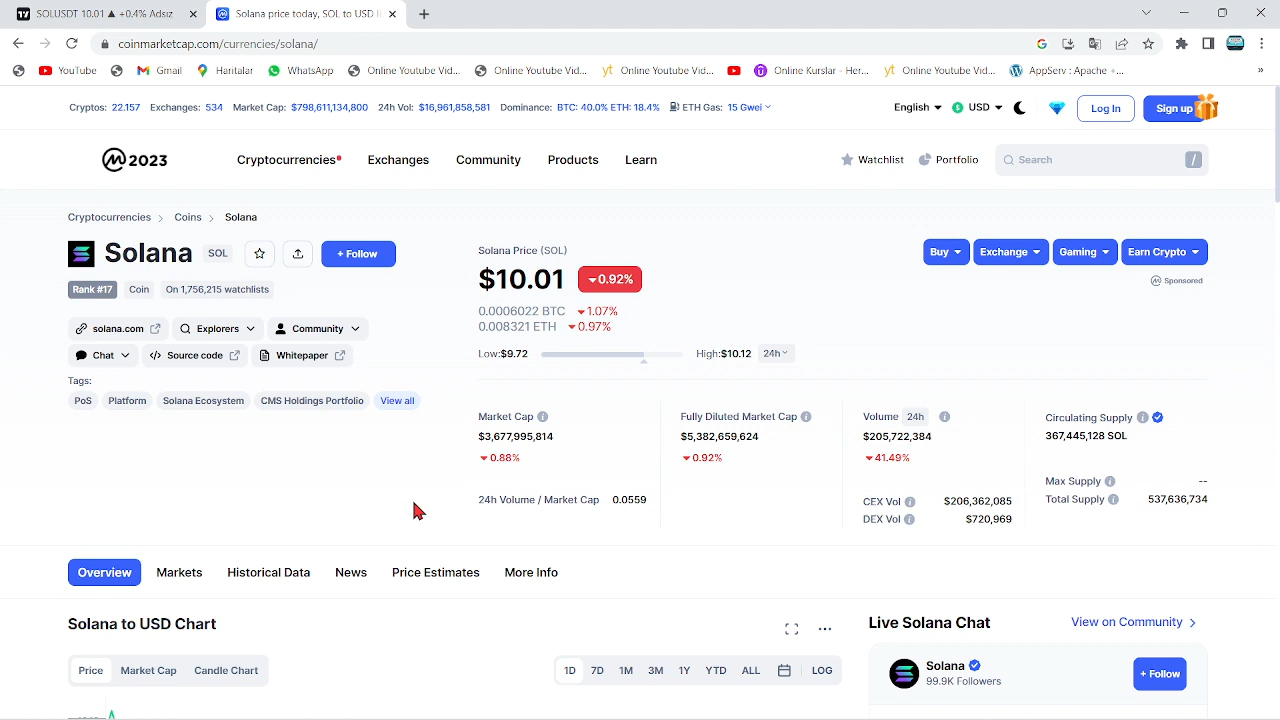 SOLUSDT 10.01 ▲ +0.4% Adsız
Solana price today, SOL to USD l
coinmarketcap.com/currencies/solana/
YouTube Gmail Haritalar WhatsApp Online Youtube Vid... Online Youtube Vid... Online Youtube Vid... Online Kurslar - Her... Online Youtube Vid... AppServ : Apache +... »
Cryptos: 22.157 Exchanges: 534 Market Cap: $798,611,134,800 24h Vol: $16,961,858,581 Dominance: BTC: 40.0% ETH: 18.4% ETH Gas: 15 Gwei English USD Log In Sign up
2023 Cryptocurrencies Exchanges Community Products Learn Watchlist Portfolio Search /
Cryptocurrencies > Coins > Solana
Solana SOL + Follow
Rank #17 Coin On 1,756,215 watchlists
solana.com Explorers Community
Chat Source code Whitepaper
Tags:
PoS Platform Solana Ecosystem CMS Holdings Portfolio View all
Solana Price (SOL)
$10.01 0.92%
0.0006022 BTC 1.07%
0.008321 ETH 0.97%
Low:$9.72 High:$10.12 24h
Buy Exchange Gaming Earn Crypto
Sponsored
Market Cap
$3,677,995,814
0.88%
24h Volume / Market Cap 0.0559
Fully Diluted Market Cap
$5,382,659,624
0.92%
Volume 24h
$205,722,384
41.49%
CEX Vol $206,362,085
DEX Vol $720,969
Circulating Supply
367,445,128 SOL
Max Supply --
Total Supply 537,636,734
Overview Markets Historical Data News Price Estimates More Info
Solana to USD Chart
Price Market Cap Candle Chart 1D 7D 1M 3M 1Y YTD ALL LOG
Live Solana Chat View on Community
Solana
99.9K Followers
+ Follow